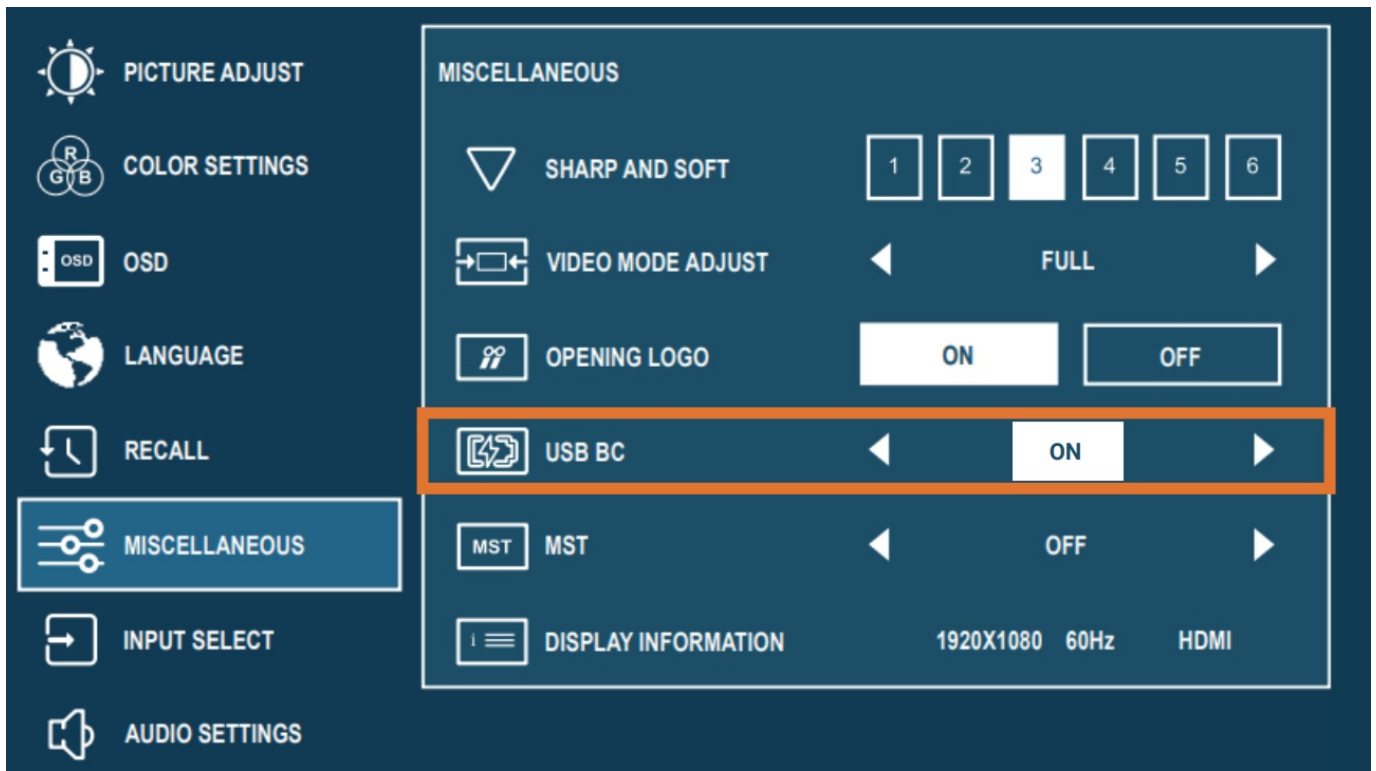 PICTURE ADJUST
COLOR SETTINGS
R
G B
OSD OSD
LANGUAGE
RECALL
MISCELLANEOUS
INPUT SELECT
AUDIO SETTINGS
MISCELLANEOUS
SHARP AND SOFT 1 2 3 4 5 6
VIDEO MODE ADJUST FULL
OPENING LOGO ON OFF
USB BC ON
MST MST OFF
i DISPLAY INFORMATION 1920X1080 60Hz HDMI